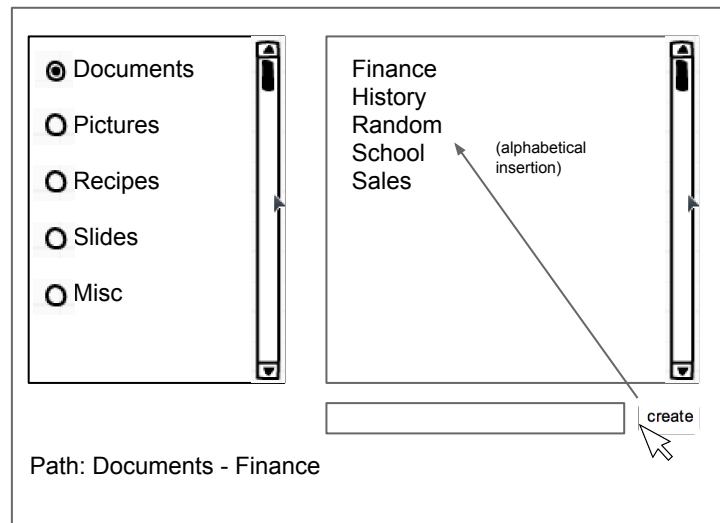 Documents
Pictures
Recipes
Slides
Misc
Finance
History
Random
School
Sales
(alphabetical
insertion)
create
Path: Documents - Finance